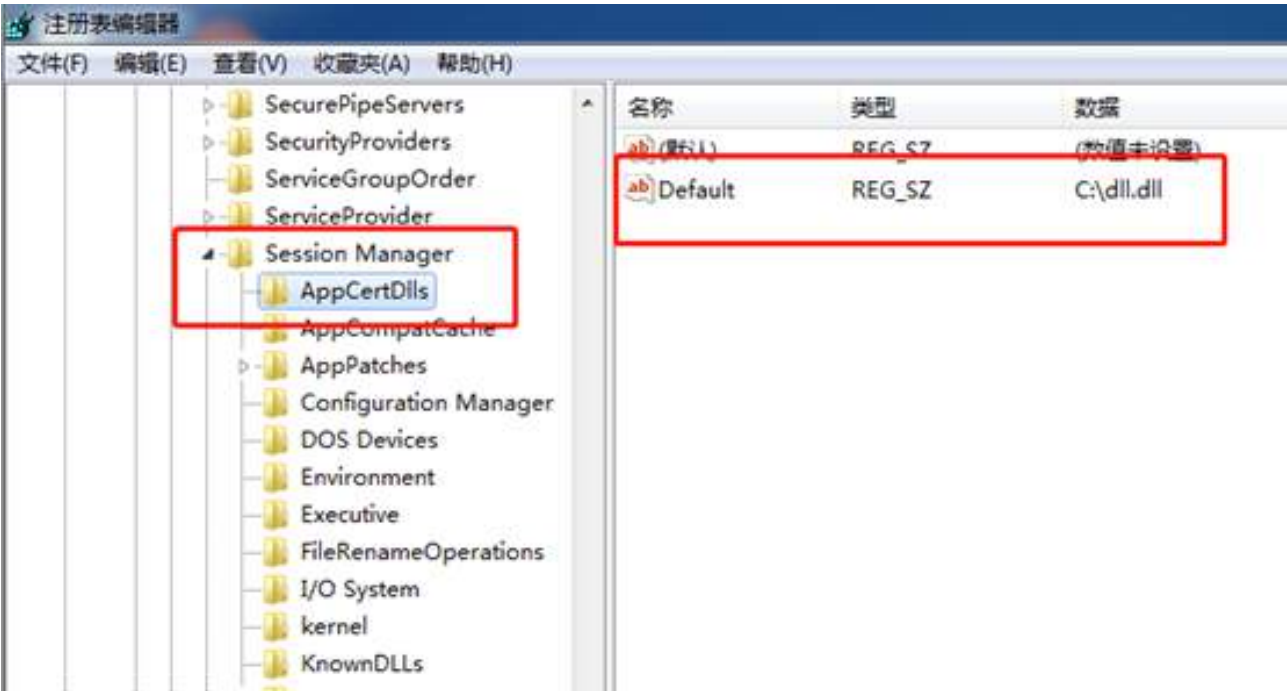 注册表编辑器
文件(F) 编辑(E) 查看(V) 收藏夹(A) 帮助(H)
SecurePipeServers
SecurityProviders
ServiceGroupOrder
ServiceProvider
Session Manager
AppCertDlls
AppCompatCache
AppPatches
Configuration Manager
DOS Devices
Environment
Executive
FileRenameOperations
I/O System
kernel
KnownDLLs
名称 类型 数据
ab (默认) REG_SZ (数值未设置)
ab Default REG_SZ C:\dll.dll